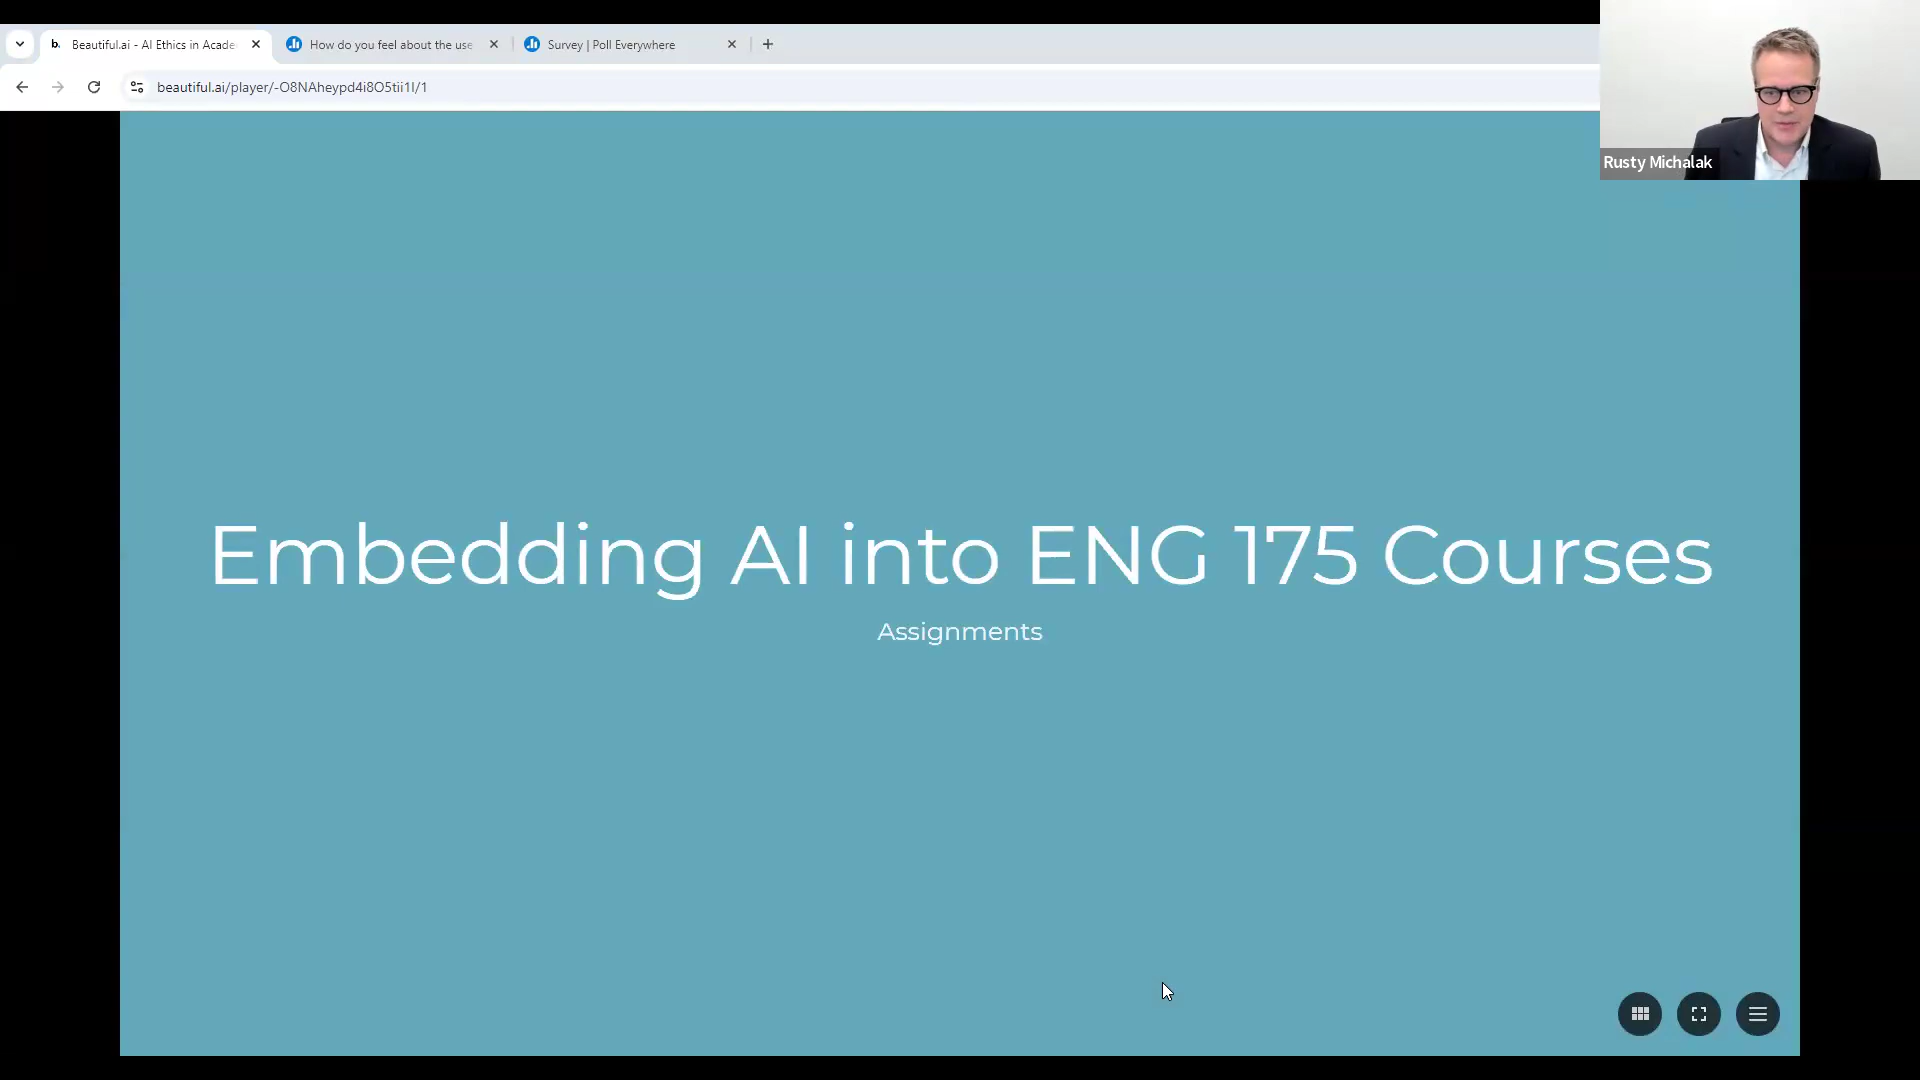 b. Beautiful.ai - AI Ethics in Acade
How do you feel about the use
Survey | Poll Everywhere
beautiful.ai/player/-O8NAheypd4i8O5tii1I/1
Rusty Michalak
Embedding AI into ENG 175 Courses
Assignments